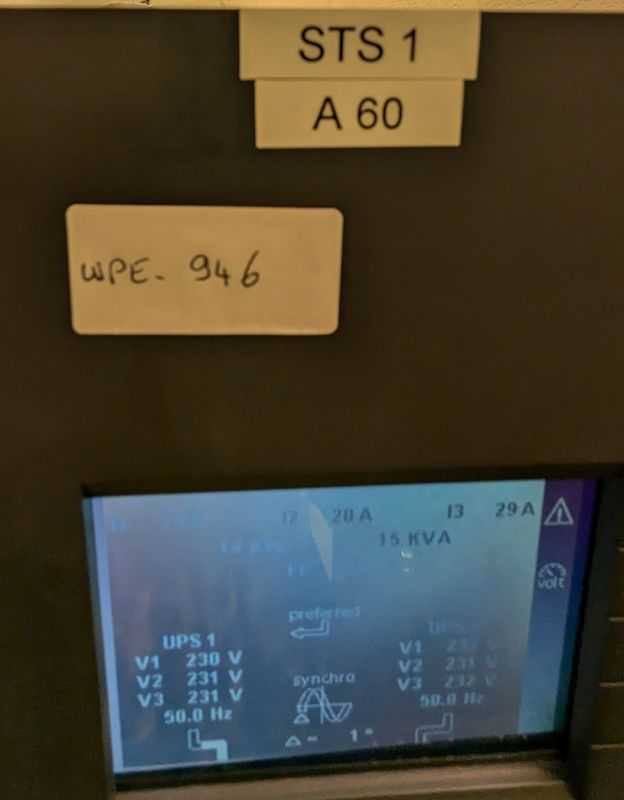 STS 1
A 60
WPE- 946
I2 20 A I3 29 A
15 KVA
preferred
UPS 1
V1 230 V
V2 231 V
V3 231 V
50.0 Hz
synchro
1°
V1
V2 231 V
V3 232 V
50.0 Hz
volt